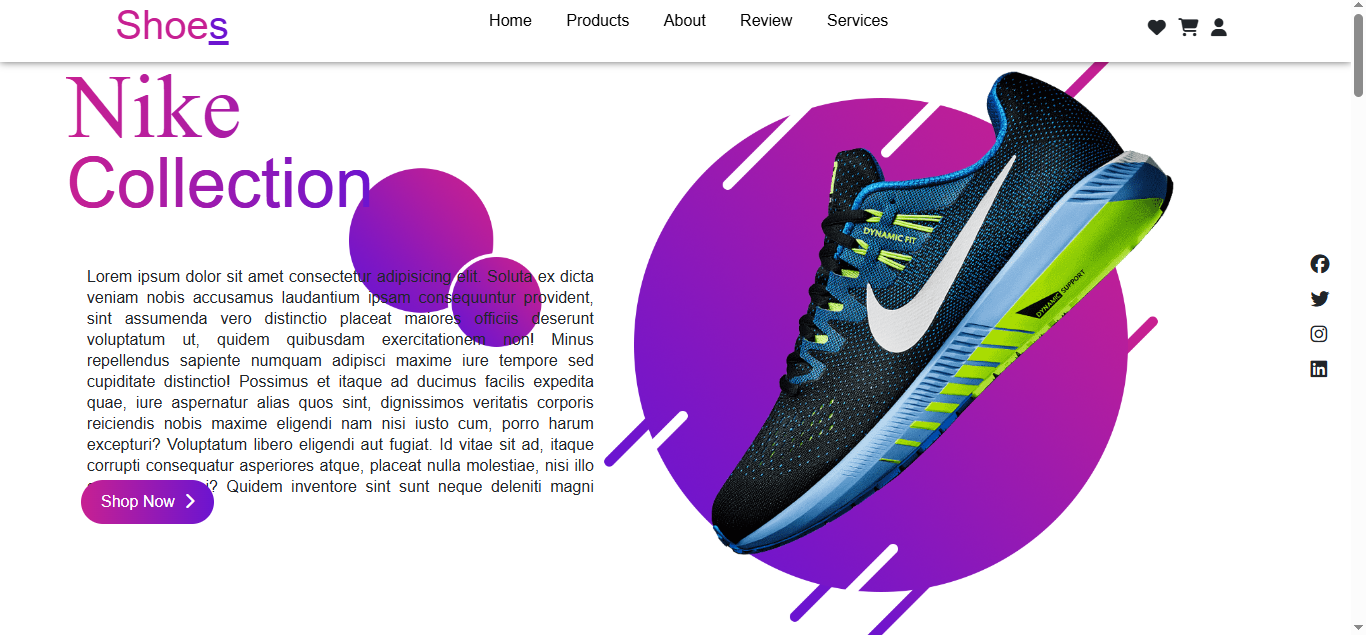 Shoes
Home Products About Review Services
Nike
Collection
Lorem ipsum dolor sit amet consectetur adipisicing elit. Soluta ex dicta
veniam nobis accusamus laudantium ipsam consequuntur provident,
sint assumenda vero distinctio placeat maiores officiis deserunt
voluptatum ut, quidem quibusdam exercitationem non! Minus
repellendus sapiente numquam adipisci maxime iure tempore sed
cupiditate distinctio! Possimus et itaque ad ducimus facilis expedita
quae, iure aspernatur alias quos sint, dignissimos veritatis corporis
reiciendis nobis maxime eligendi nam nisi iusto cum, porro harum
excepturi? Voluptatum libero eligendi aut fugiat. Id vitae sit ad, itaque
corrupti consequatur asperiores atque, placeat nulla molestiae, nisi illo
i? Quidem inventore sint sunt neque deleniti magni
Shop Now
DYNAMIC FIT
DYNAMIC SUPPORT